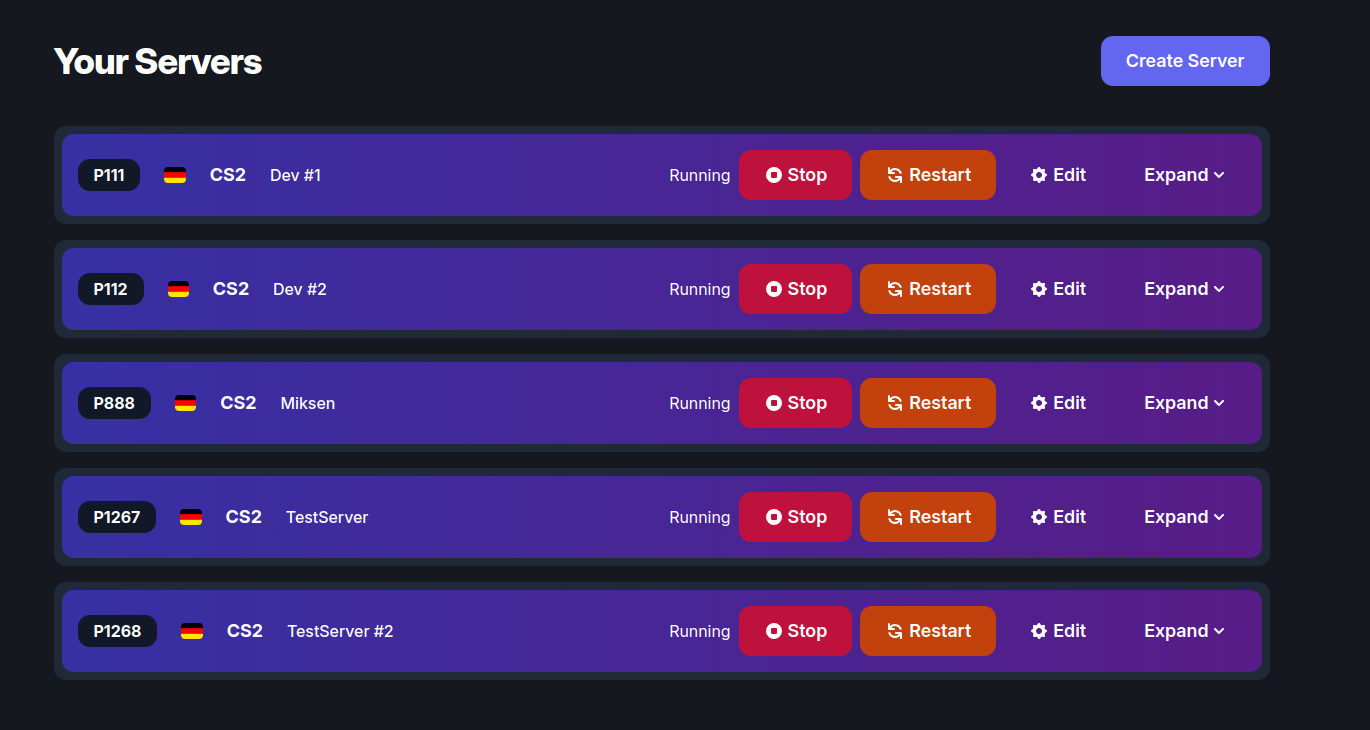 Your Servers
Create Server
P111 CS2 Dev #1 Running Stop Restart Edit Expand
P112 CS2 Dev #2 Running Stop Restart Edit Expand
P888 CS2 Miksen Running Stop Restart Edit Expand
P1267 CS2 TestServer Running Stop Restart Edit Expand
P1268 CS2 TestServer #2 Running Stop Restart Edit Expand